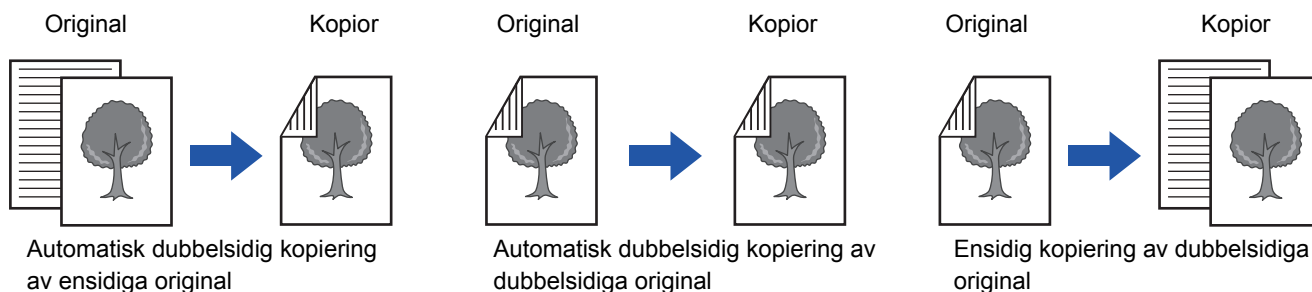 Original Kopior Original Kopior Original Kopior
Automatisk dubbelsidig kopiering
av ensidiga original
Automatisk dubbelsidig kopiering av
dubbelsidiga original
Ensidig kopiering av dubbelsidiga
original